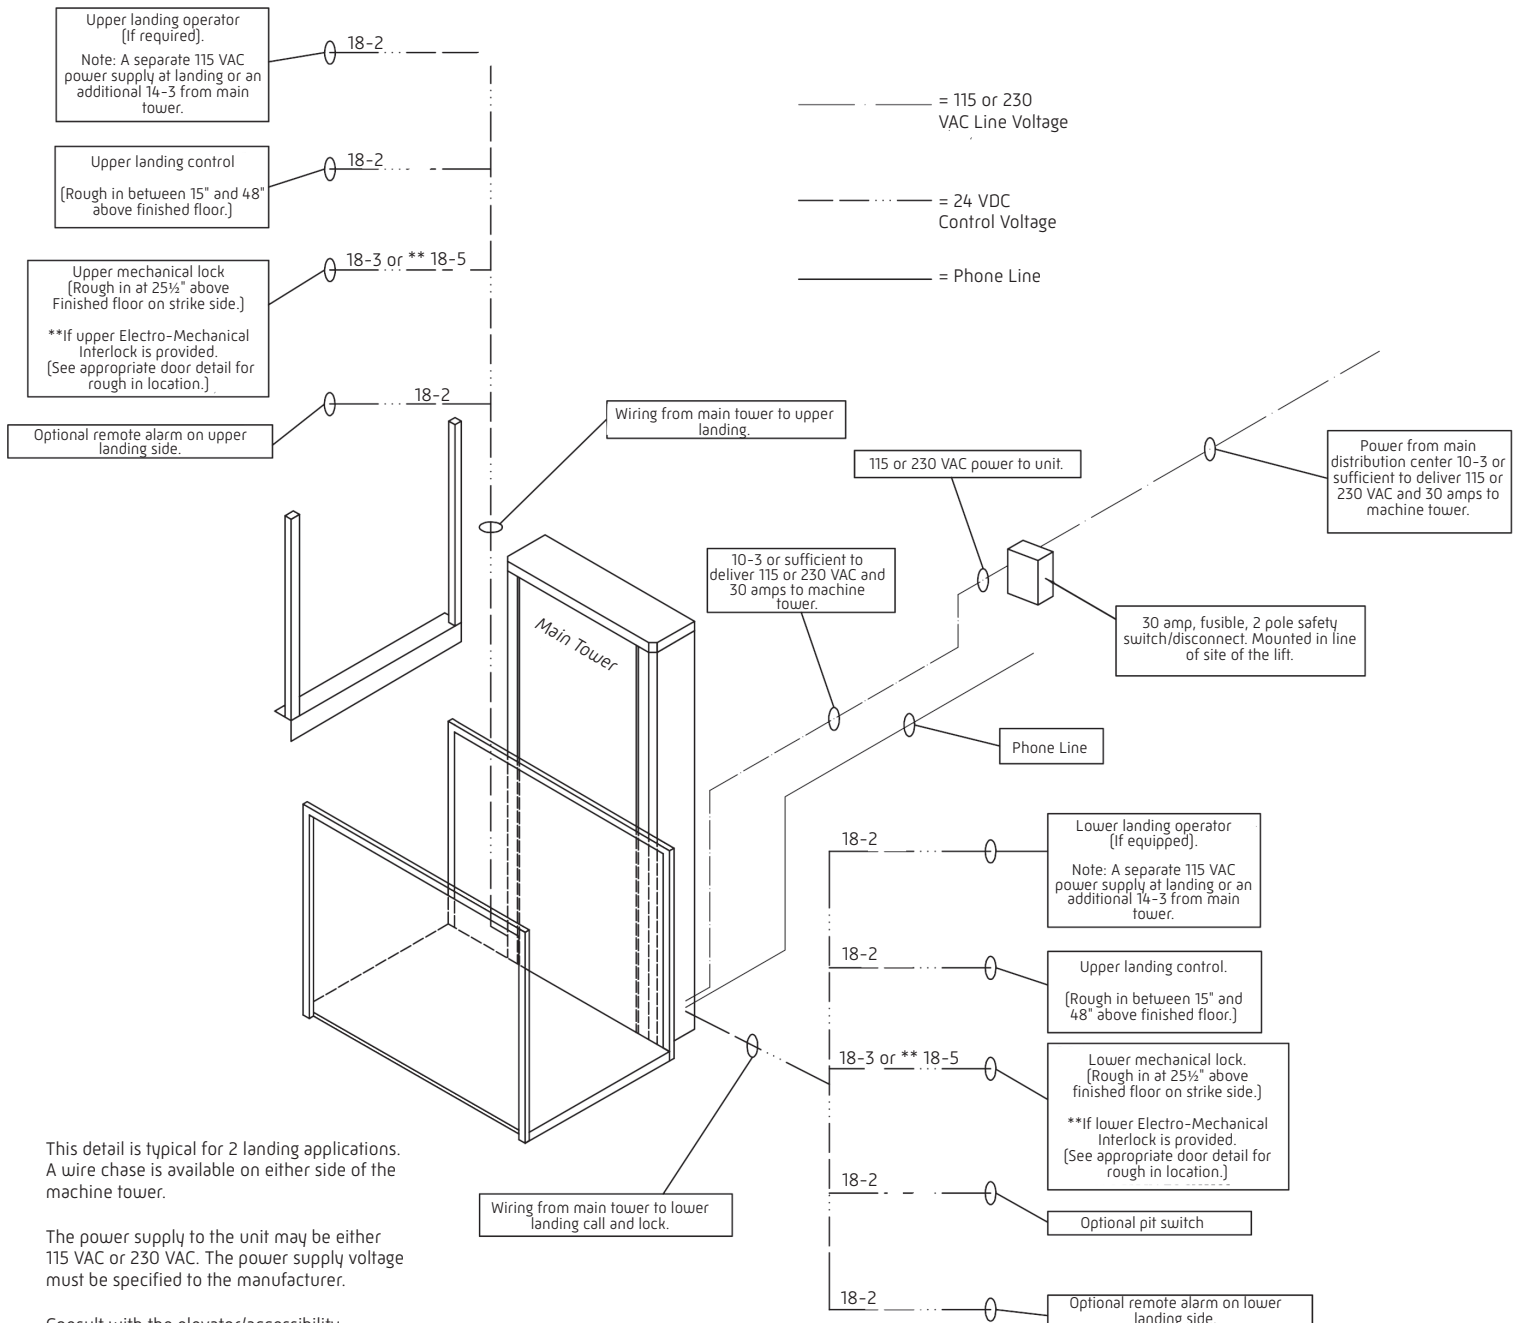 Upper landing operator
(If required).
Note: A separate 115 VAC
power supply at landing or an
additional 14-3 from main
tower.
18-2
Upper landing control
(Rough in between 15" and 48"
above finished floor.)
18-2
Upper mechanical lock
(Rough in at 25½" above
Finished floor on strike side.)
**If upper Electro-Mechanical
Interlock is provided.
(See appropriate door detail for
rough in location.)
18-3 or ** 18-5
Optional remote alarm on upper
landing side.
18-2
= 115 or 230
VAC Line Voltage
= 24 VDC
Control Voltage
= Phone Line
Wiring from main tower to upper
landing.
115 or 230 VAC power to unit.
Power from main
distribution center 10-3 or
sufficient to deliver 115 or
230 VAC and 30 amps to
machine tower.
10-3 or sufficient to
deliver 115 or 230 VAC and
30 amps to machine
tower.
30 amp, fusible, 2 pole safety
switch/disconnect. Mounted in line
of site of the lift.
Main Tower
Phone Line
18-2
Lower landing operator
(If equipped).
Note: A separate 115 VAC
power supply at landing or an
additional 14-3 from main
tower.
18-2
Upper landing control.
(Rough in between 15" and
48" above finished floor.)
18-3 or ** 18-5
Lower mechanical lock.
(Rough in at 25½" above
finished floor on strike side.)
**If lower Electro-Mechanical
Interlock is provided.
(See appropriate door detail for
rough in location.)
18-2
Optional pit switch
18-2
Optional remote alarm on lower
landing side.
Wiring from main tower to lower
landing call and lock.
This detail is typical for 2 landing applications.
A wire chase is available on either side of the
machine tower.
The power supply to the unit may be either
115 VAC or 230 VAC. The power supply voltage
must be specified to the manufacturer.
Consult with the elevator/accessibility